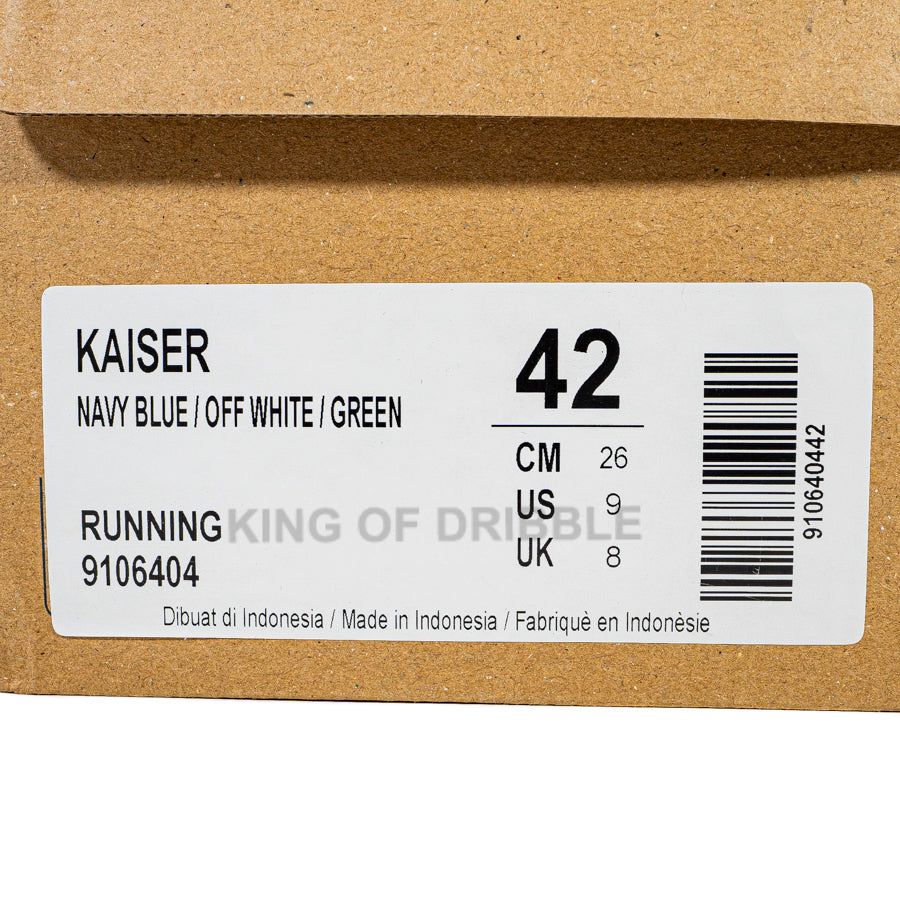 KAISER
NAVY BLUE / OFF WHITE / GREEN
RUNNING
9106404
KING OF DRIBBLE
42
CM 26
US 9
UK 8
910640442
Dibuat di Indonesia / Made in Indonesia / Fabriquè en Indonèsie